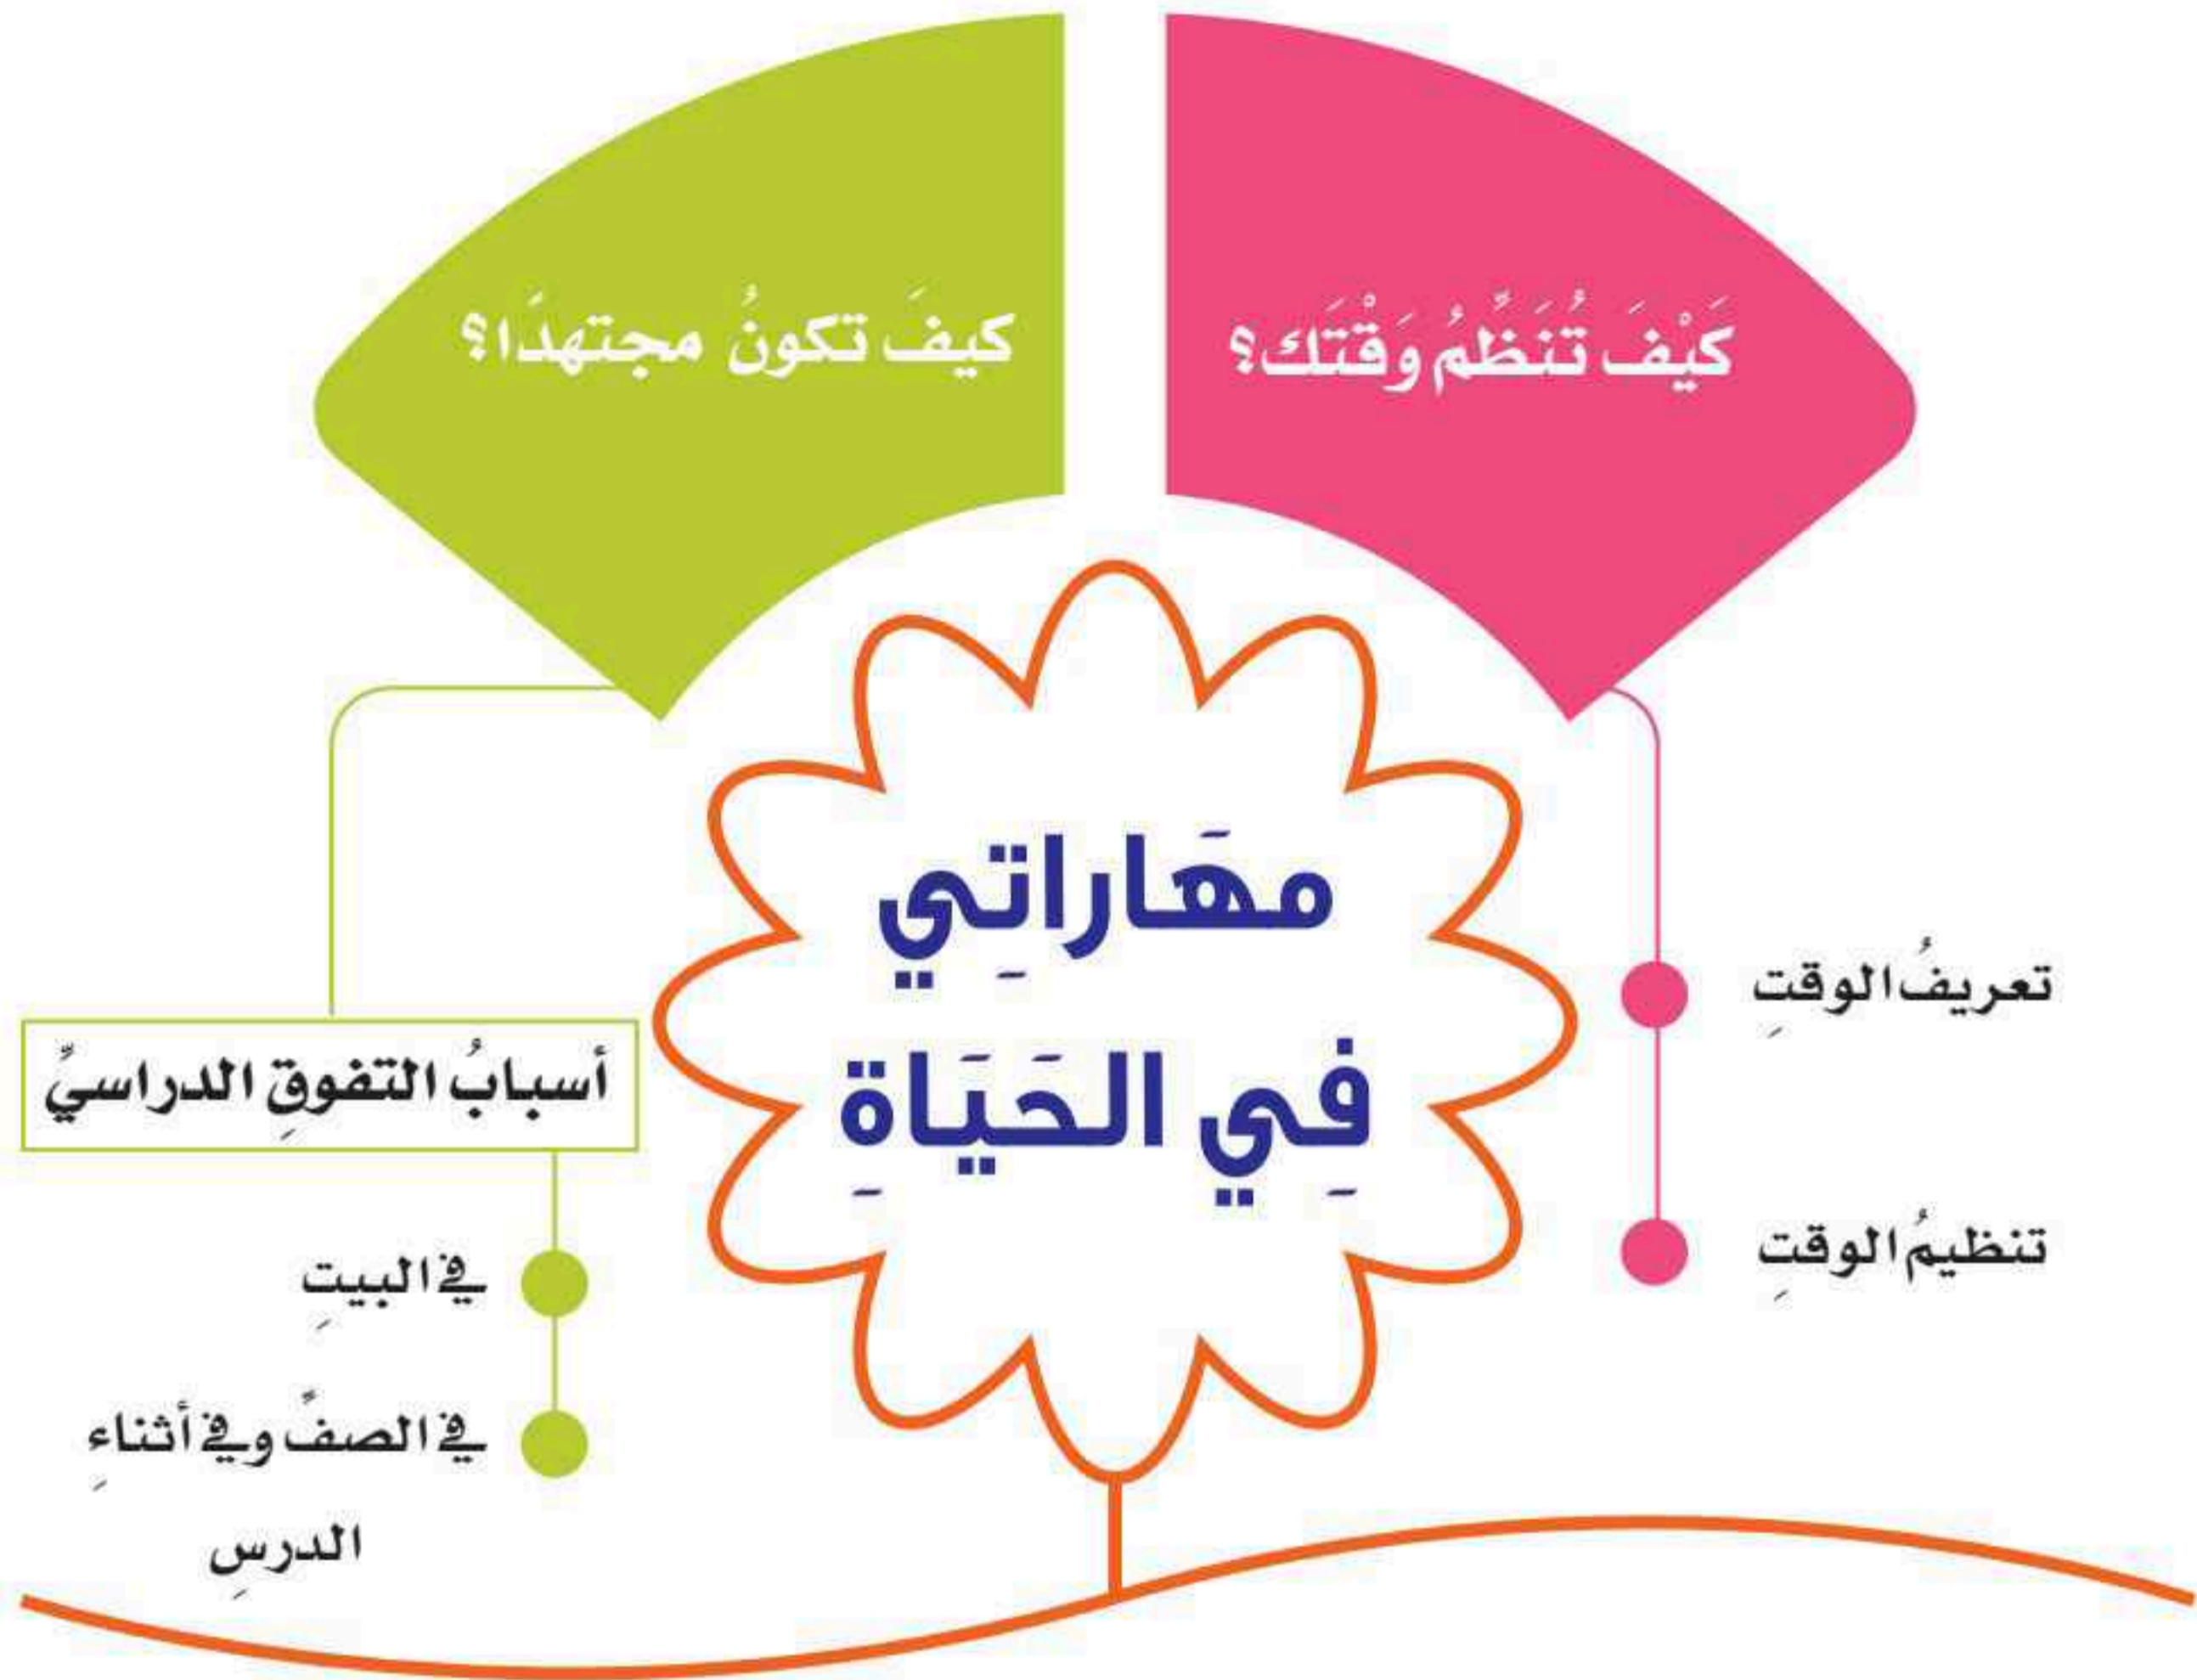 كَيْفَ تُنَظِّمُ وَقْتَك؟
كيفَ تكونُ مجتهدًا؟
مهَاراتِي
فِي الحَيَاةِ
تعريفُ الوقتِ
تنظيمُ الوقتِ
أسبابُ التفوقِ الدراسيِّ
في البيتِ
في الصفِّ وفي أثناءِ
الدرسِ